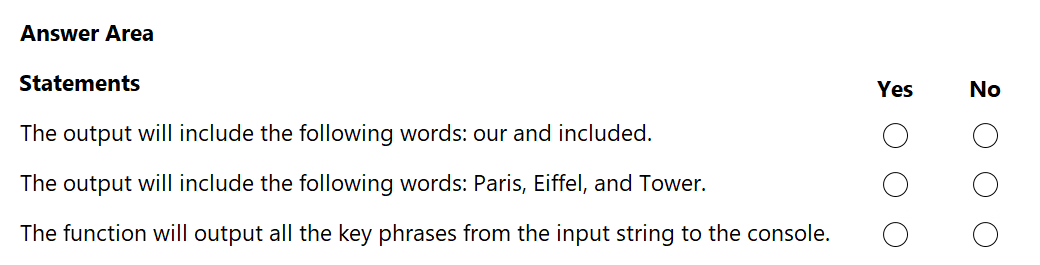 Answer Area
Statements Yes No
The output will include the following words: our and included.
The output will include the following words: Paris, Eiffel, and Tower.
The function will output all the key phrases from the input string to the console.